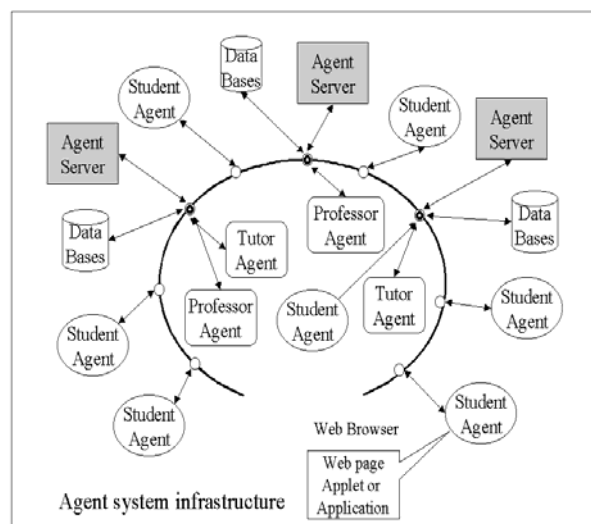 Data
Bases
Agent
Server
Student
Agent
Student
Agent
Agent
Server
Agent
Server
Data
Bases
Tutor
Agent
Professor
Agent
Data
Bases
Professor
Agent
Student
Agent
Tutor
Agent
Student
Agent
Student
Agent
Student
Agent
Student
Agent
Web Browser
Web page
Applet or
Application
Agent system infrastructure